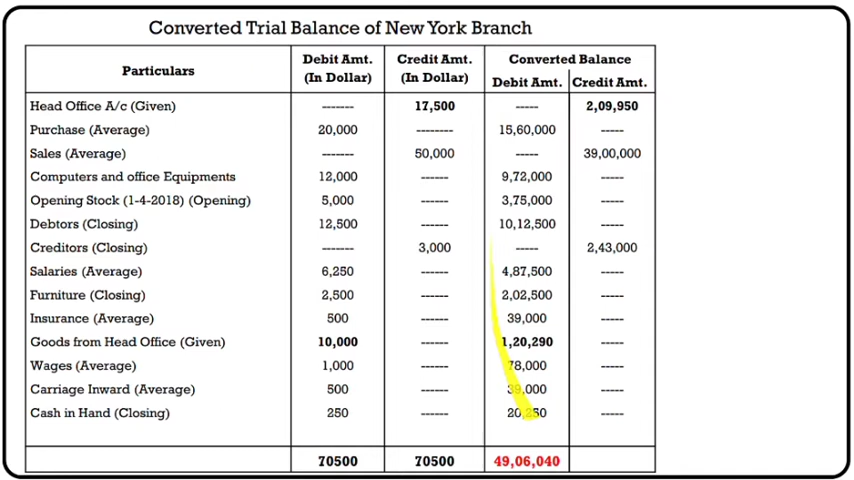 Converted Trial Balance of New York Branch
Particulars Debit Amt. (In Dollar) Credit Amt. (In Dollar) Converted Balance
Debit Amt. Credit Amt.
Head Office A/c (Given) ------- 17,500 ----- 2,09,950
Purchase (Average) 20,000 -------- 15,60,000 -----
Sales (Average) ------- 50,000 ----- 39,00,000
Computers and office Equipments 12,000 ------ 9,72,000 -----
Opening Stock (1-4-2018) (Opening) 5,000 ------ 3,75,000 -----
Debtors (Closing) 12,500 ------ 10,12,500 -----
Creditors (Closing) ------- 3,000 ----- 2,43,000
Salaries (Average) 6,250 ------ 4,87,500 -----
Furniture (Closing) 2,500 ------ 2,02,500 -----
Insurance (Average) 500 ------ 39,000 -----
Goods from Head Office (Given) 10,000 ------ 1,20,290 -----
Wages (Average) 1,000 ------ 78,000 -----
Carriage Inward (Average) 500 ------ 39,000 -----
Cash in Hand (Closing) 250 ------ 20,250 -----
70500 70500 49,06,040